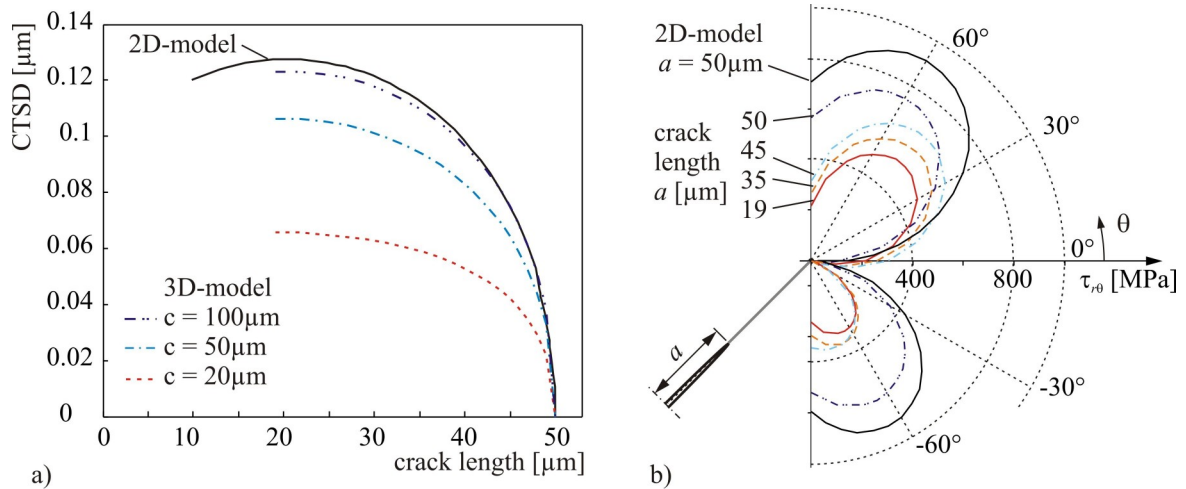 0.14
0.12
0.1
0.08
0.06
0.04
0.02
0
CTSD [µm]
2D-model
3D-model
c = 100µm
c = 50µm
c = 20µm
0 10 20 30 40 50
crack length [µm]
a)
2D-model
a = 50µm
50
crack
length
a [µm]
45
35
19
60°
30°
0°
θ
400 800
τrθ [MPa]
-30°
-60°
a
b)